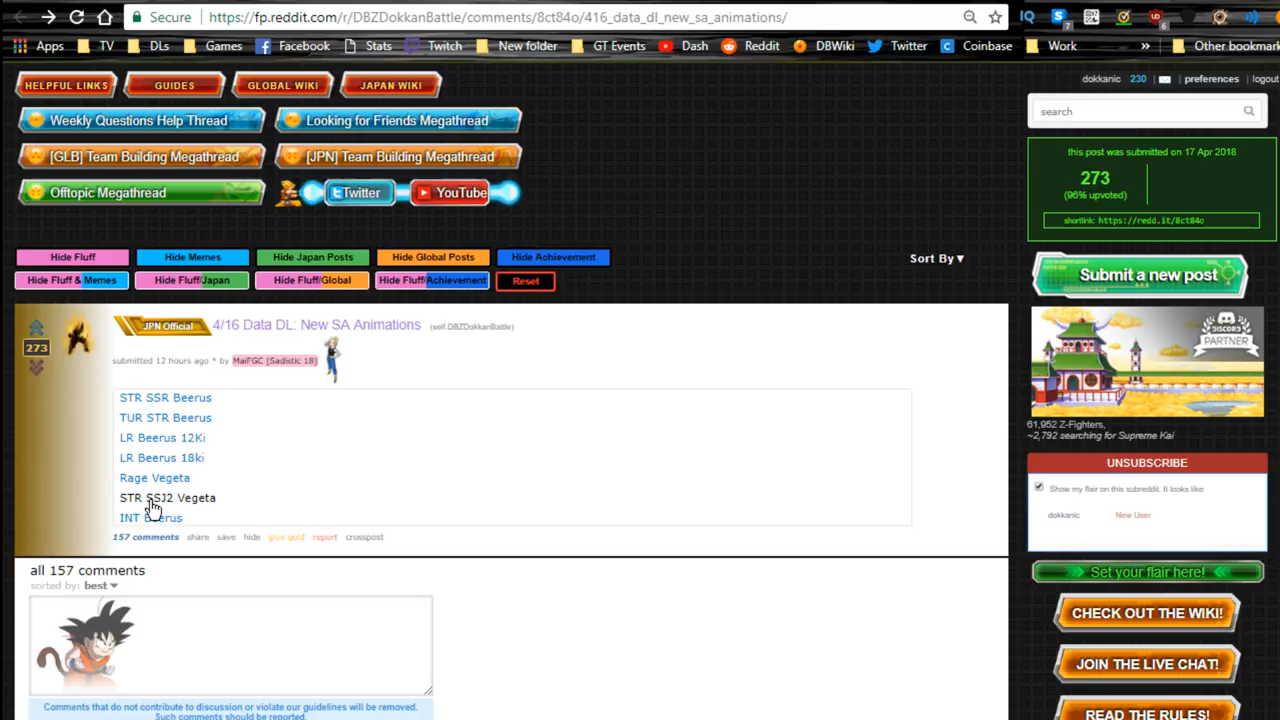 Secure https://fp.reddit.com/r/DBZDokkanBattle/comments/8ct84o/416_data_dl_new_sa_animations/
Apps TV DLs Games Facebook Stats Twitch New folder GT Events Dash Reddit DBWiki Twitter Coinbase Work » Other bookmark
HELPFUL LINKS GUIDES GLOBAL WIKI JAPAN WIKI
dokkanic 230 preferences logout
Weekly Questions Help Thread Looking for Friends Megathread
search
[GLB] Team Building Megathread [JPN] Team Building Megathread
this post was submitted on 17 Apr 2018
273
(96% upvoted)
Offtopic Megathread Twitter YouTube
shortlink: https://redd.it/8ct84o
Hide Fluff Hide Memes Hide Japan Posts Hide Global Posts Hide Achievement
Sort By▼
Hide Fluff & Memes Hide Fluff/Japan Hide Fluff/Global Hide Fluff/Achievement Reset
Submit a new post
DISCORD PARTNER
273
JPN Official 4/16 Data DL: New SA Animations (self.DBZDokkanBattle)
submitted 12 hours ago * by MailFGC [Sadistic 18]
STR SSR Beerus
TUR STR Beerus
LR Beerus 12Ki
LR Beerus 18ki
Rage Vegeta
STR SSJ2 Vegeta
INT Beerus
61,952 Z-Fighters,
~2,792 searching for Supreme Kai
UNSUBSCRIBE
Show my flair on this subreddit. It looks like:
dokkanic New User
157 comments share save hide give gold report crosspost
all 157 comments
sorted by: best ▼
Set your flair here!
CHECK OUT THE WIKI!
JOIN THE LIVE CHAT!
Comments that do not contribute to discussion or violate our guidelines will be removed.
Such comments should be reported.
READ THE RULES!